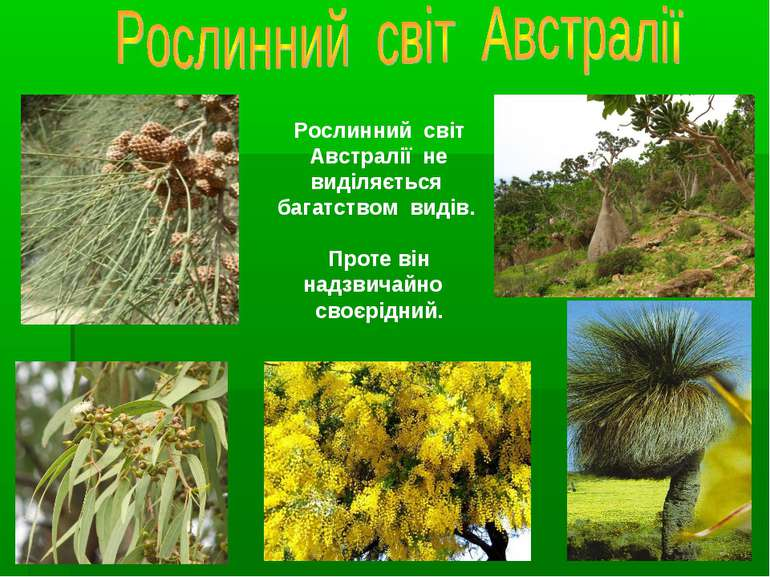 Рослинний світ Австралії
Рослинний світ
Австралії не
виділяється
багатством видів.
Проте він
надзвичайно
своєрідний.